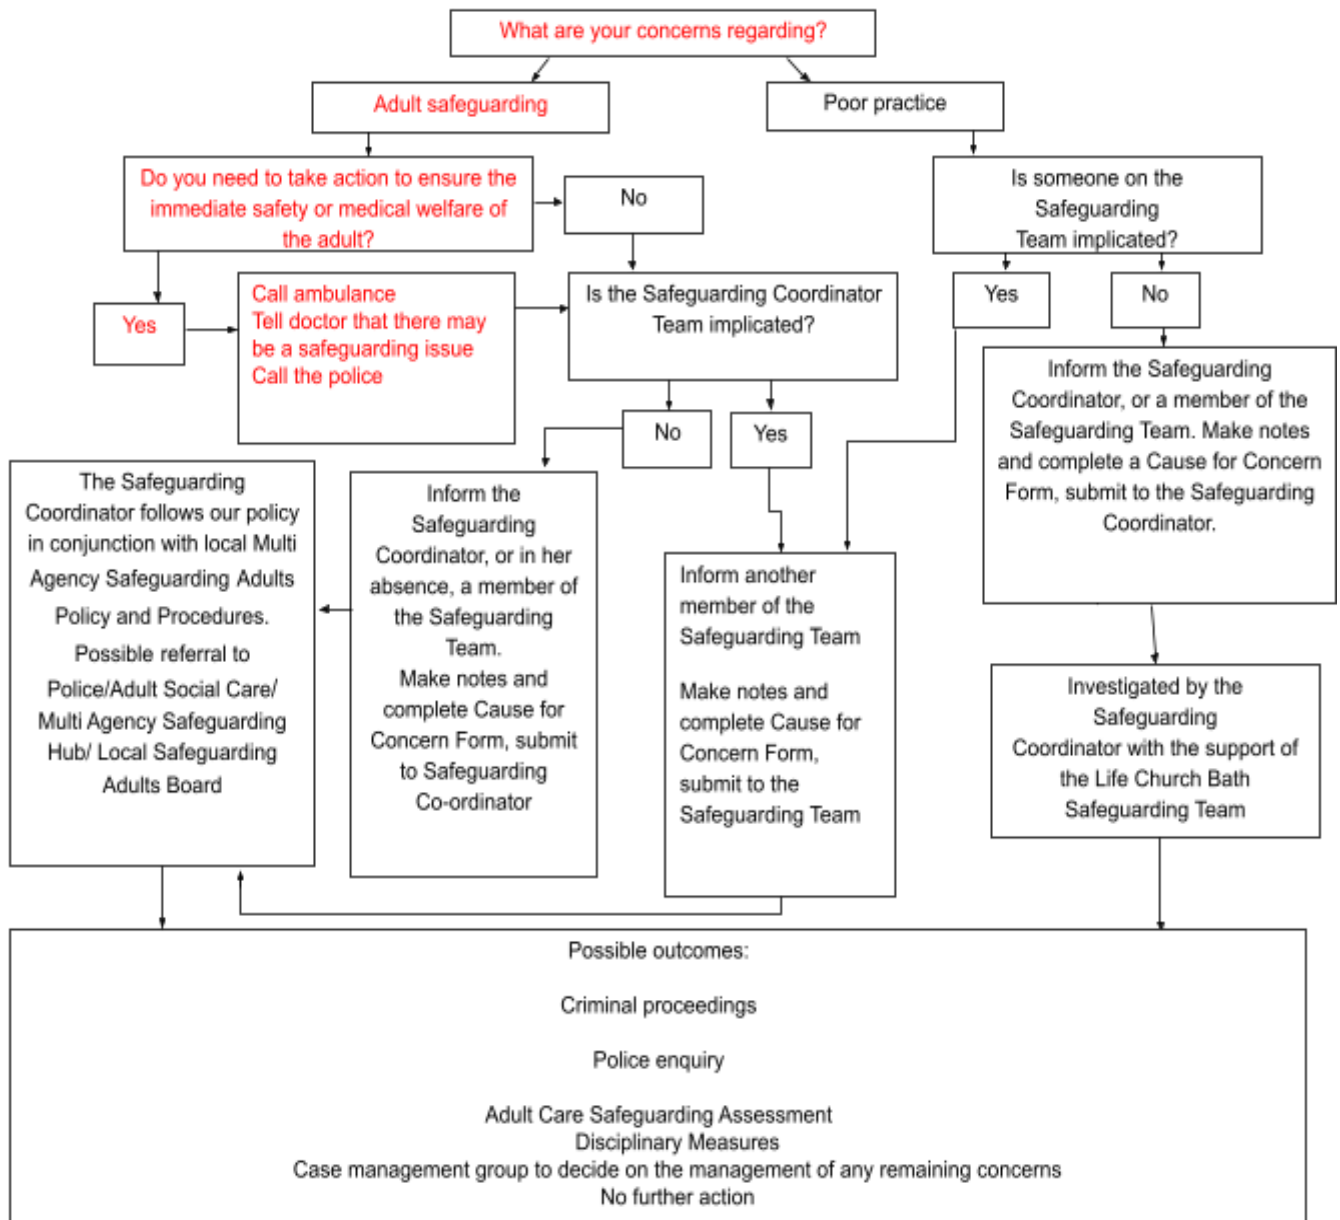 What are your concerns regarding?
Adult safeguarding
Poor practice
Do you need to take action to ensure the
immediate safety or medical welfare of
the adult?
No
Is someone on the
Safeguarding
Team implicated?
Yes
Call ambulance
Tell doctor that there may
be a safeguarding issue
Call the police
Is the Safeguarding Coordinator
Team implicated?
Yes
No
No
Yes
Inform the Safeguarding
Coordinator, or a member of the
Safeguarding Team. Make notes
and complete a Cause for Concern
Form, submit to the Safeguarding
Coordinator.
The Safeguarding
Coordinator follows our policy
in conjunction with local Multi
Agency Safeguarding Adults
Policy and Procedures.
Possible referral to
Police/Adult Social Care/
Multi Agency Safeguarding
Hub/ Local Safeguarding
Adults Board
Inform the
Safeguarding
Coordinator, or in her
absence, a member of
the Safeguarding
Team.
Make notes and
complete Cause for
Concern Form, submit
to Safeguarding
Co-ordinator
Inform another
member of the
Safeguarding Team
Make notes and
complete Cause for
Concern Form,
submit to the
Safeguarding Team
Investigated by the
Safeguarding
Coordinator with the support of
the Life Church Bath
Safeguarding Team
Possible outcomes:
Criminal proceedings
Police enquiry
Adult Care Safeguarding Assessment
Disciplinary Measures
Case management group to decide on the management of any remaining concerns
No further action